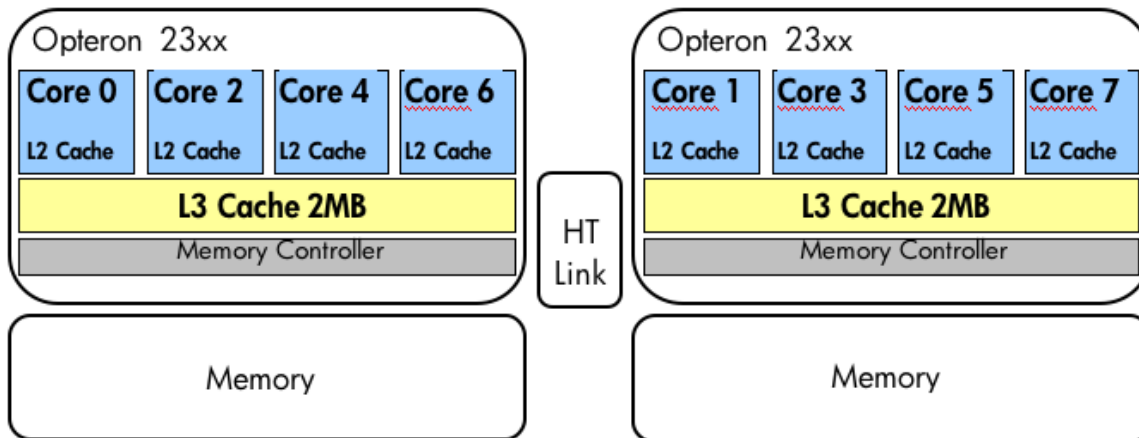 Opteron 23xx
Core 0 Core 2 Core 4 Core 6
L2 Cache L2 Cache L2 Cache L2 Cache
L3 Cache 2MB
Memory Controller
Memory
HT
Link
Opteron 23xx
Core 1 Core 3 Core 5 Core 7
L2 Cache L2 Cache L2 Cache L2 Cache
L3 Cache 2MB
Memory Controller
Memory